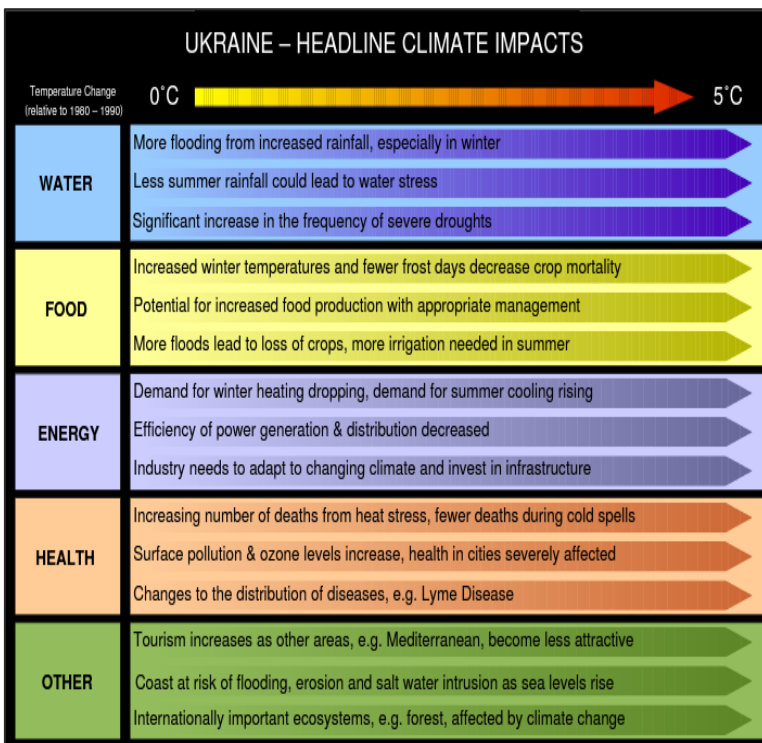 UKRAINE – HEADLINE CLIMATE IMPACTS
Temperature Change
(relative to 1980 – 1990)
0°C
5°C
WATER
More flooding from increased rainfall, especially in winter
Less summer rainfall could lead to water stress
Significant increase in the frequency of severe droughts
FOOD
Increased winter temperatures and fewer frost days decrease crop mortality
Potential for increased food production with appropriate management
More floods lead to loss of crops, more irrigation needed in summer
ENERGY
Demand for winter heating dropping, demand for summer cooling rising
Efficiency of power generation & distribution decreased
Industry needs to adapt to changing climate and invest in infrastructure
HEALTH
Increasing number of deaths from heat stress, fewer deaths during cold spells
Surface pollution & ozone levels increase, health in cities severely affected
Changes to the distribution of diseases, e.g. Lyme Disease
OTHER
Tourism increases as other areas, e.g. Mediterranean, become less attractive
Coast at risk of flooding, erosion and salt water intrusion as sea levels rise
Internationally important ecosystems, e.g. forest, affected by climate change